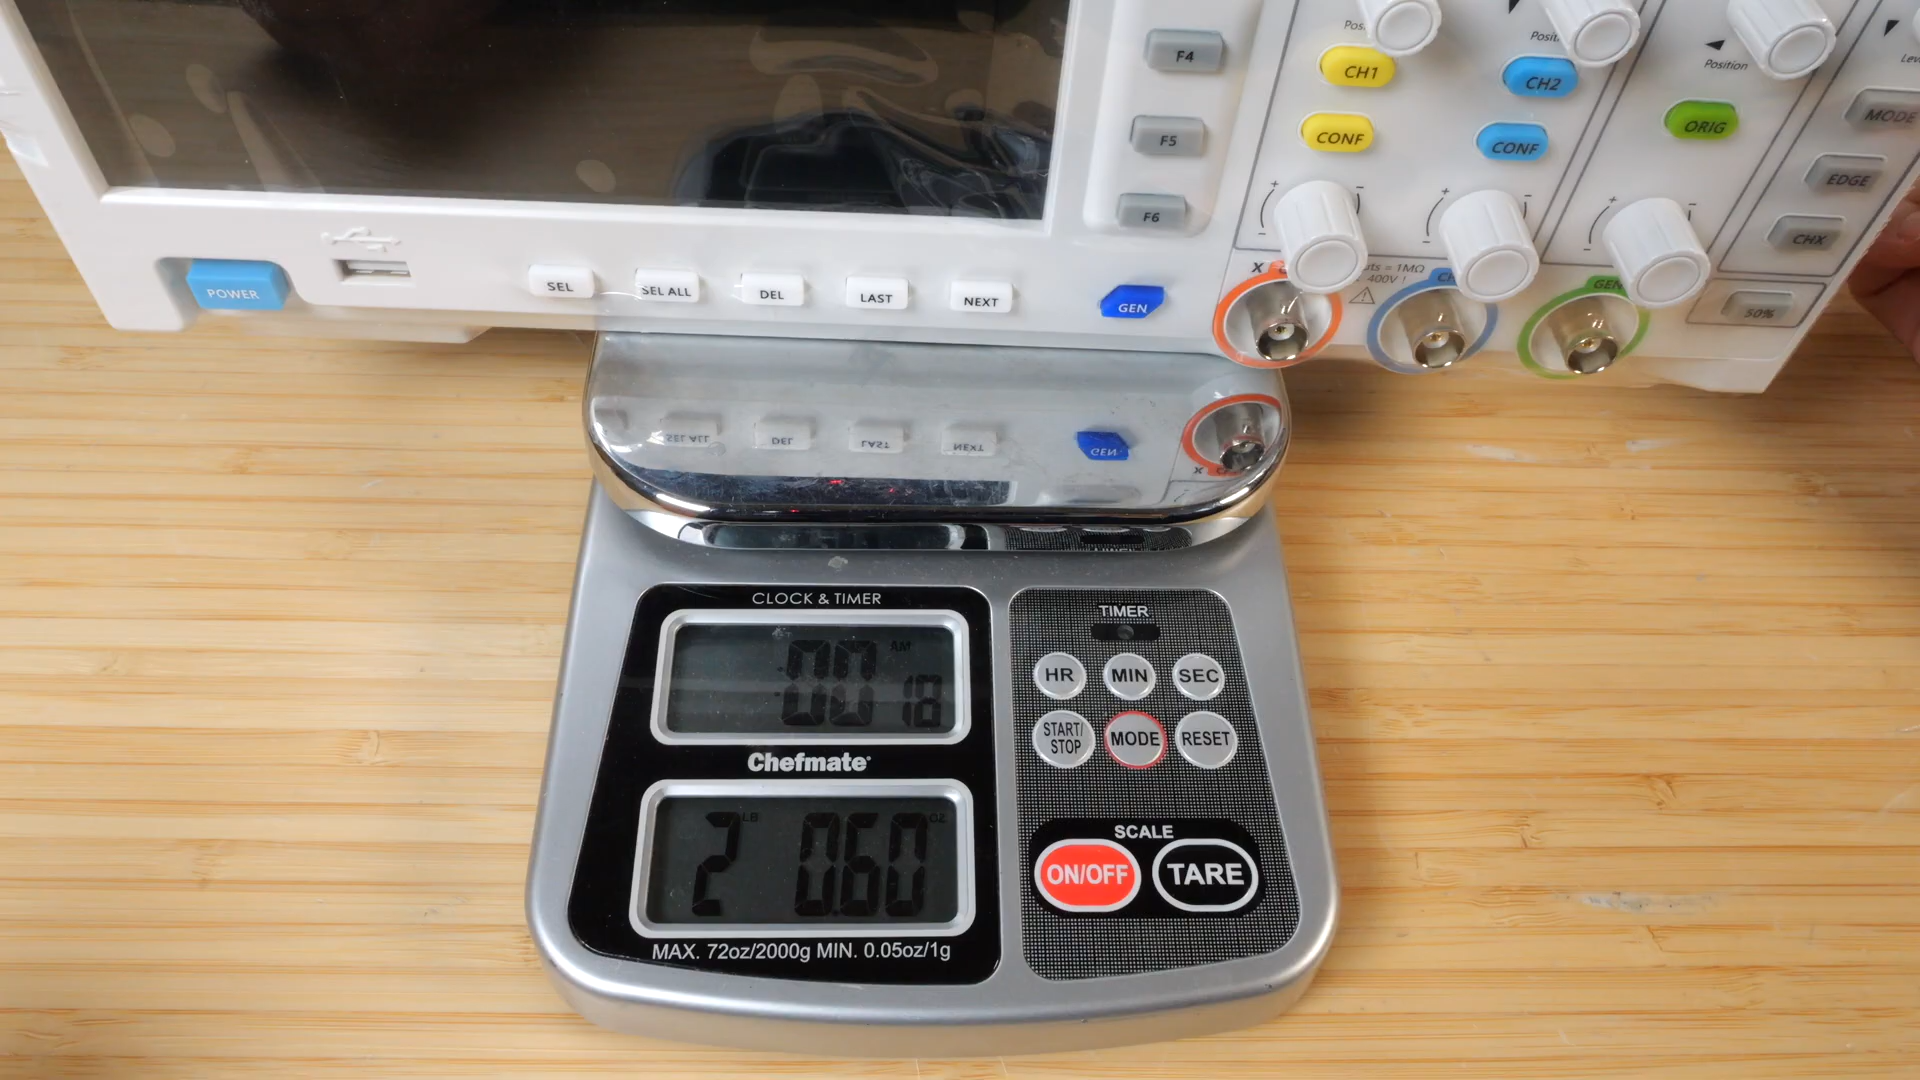 F4
F5
F6
CH1
CONF
CH2
CONF
Position
ORIG
MODE
EDGE
CHX
50%
POWER
SEL
SEL ALL
DEL
LAST
NEXT
GEN
X
= 1MΩ
400V !
GEN
CLOCK & TIMER
:00 18 AM
Chefmate®
2 LB 0.60 OZ
MAX. 72oz/2000g MIN. 0.05oz/1g
TIMER
HR MIN SEC
START/
STOP
MODE RESET
SCALE
ON/OFF TARE